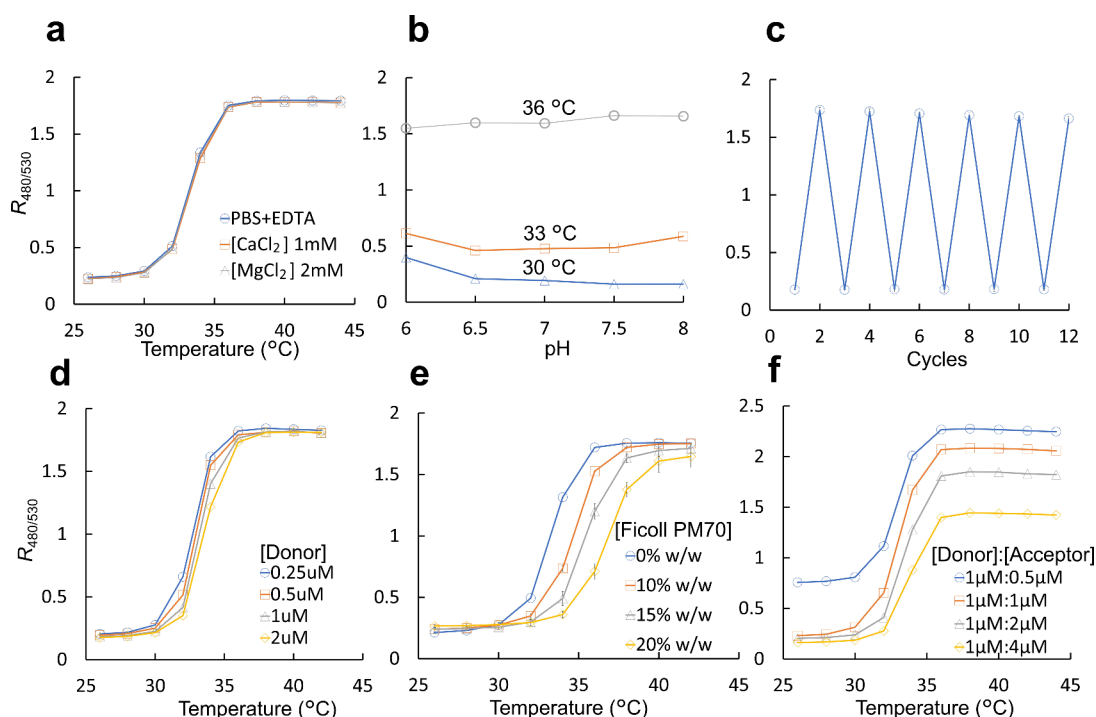 a
2
1.5
1
0.5
0
R480/530
PBS+EDTA
[CaCl2] 1mM
[MgCl2] 2mM
25 30 35 40 45
Temperature (°C)
b
2
1.5
1
0.5
0
36 °C
33 °C
30 °C
6 6.5 7 7.5 8
pH
c
2
1.5
1
0.5
0
0 2 4 6 8 10 12
Cycles
d
2
1.5
1
0.5
0
R480/530
[Donor]
0.25uM
0.5uM
1uM
2uM
25 30 35 40 45
Temperature (°C)
e
2
1.5
1
0.5
0
[Ficoll PM70]
0% w/w
10% w/w
15% w/w
20% w/w
25 30 35 40 45
Temperature (°C)
f
2.5
2
1.5
1
0.5
0
[Donor]:[Acceptor]
1µM:0.5µM
1µM:1µM
1µM:2µM
1µM:4µM
25 30 35 40 45
Temperature (°C)